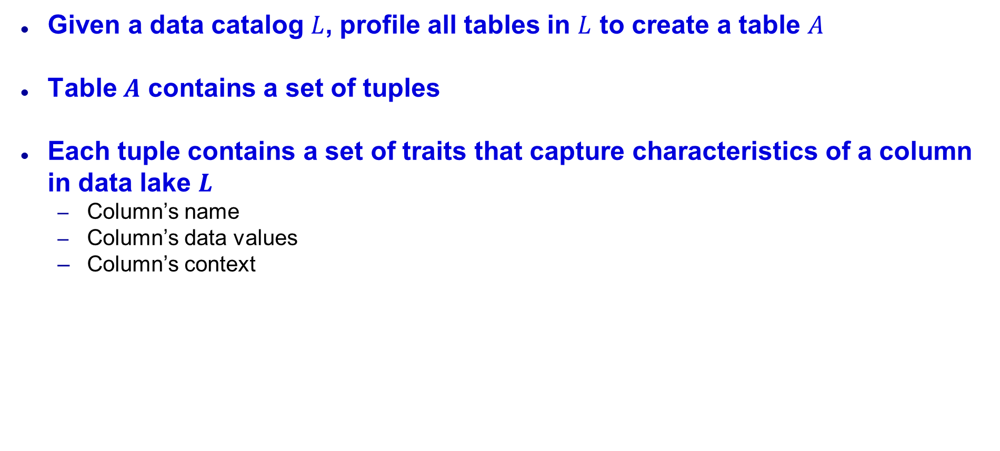 • Given a data catalog L, profile all tables in L to create a table A
• Table A contains a set of tuples
• Each tuple contains a set of traits that capture characteristics of a column
in data lake L
– Column’s name
– Column’s data values
– Column’s context